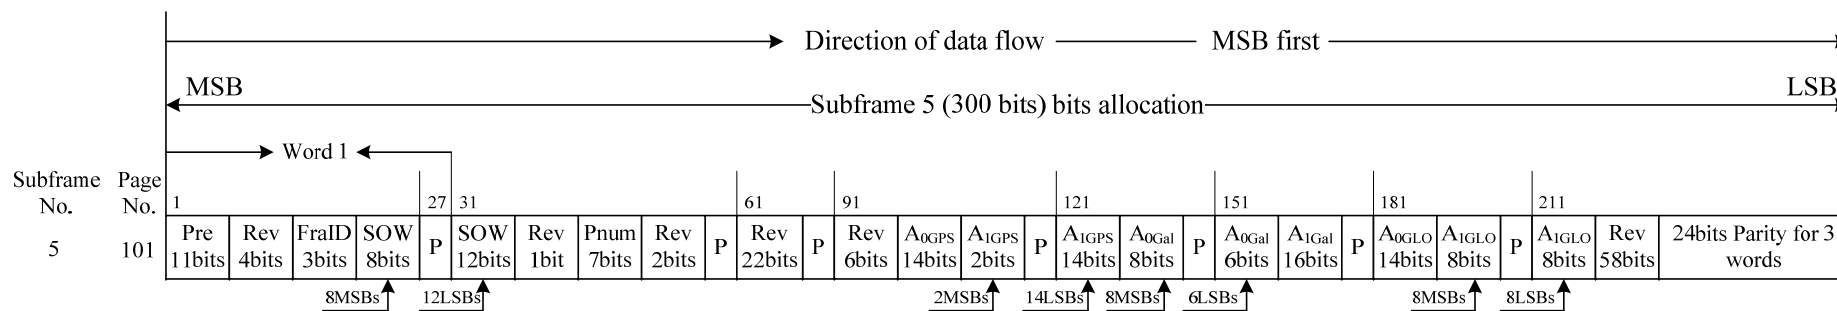 Direction of data flow MSB first
MSB LSB
Subframe 5 (300 bits) bits allocation
Word 1
Subframe No. Page No.
1 27 31 61 91 121 151 181 211
5 101 Pre 11bits Rev 4bits FraID 3bits SOW 8bits P SOW 12bits Rev 1bit Pnum 7bits Rev 2bits P Rev 22bits P Rev 6bits A0GPS 14bits A1GPS 2bits P A1GPS 14bits A0Gal 8bits P A0Gal 6bits A1Gal 16bits P A0GLO 14bits A1GLO 8bits P A1GLO 8bits Rev 58bits 24bits Parity for 3 words
8MSBs 12LSBs 2MSBs 14LSBs 8MSBs 6LSBs 8MSBs 8LSBs